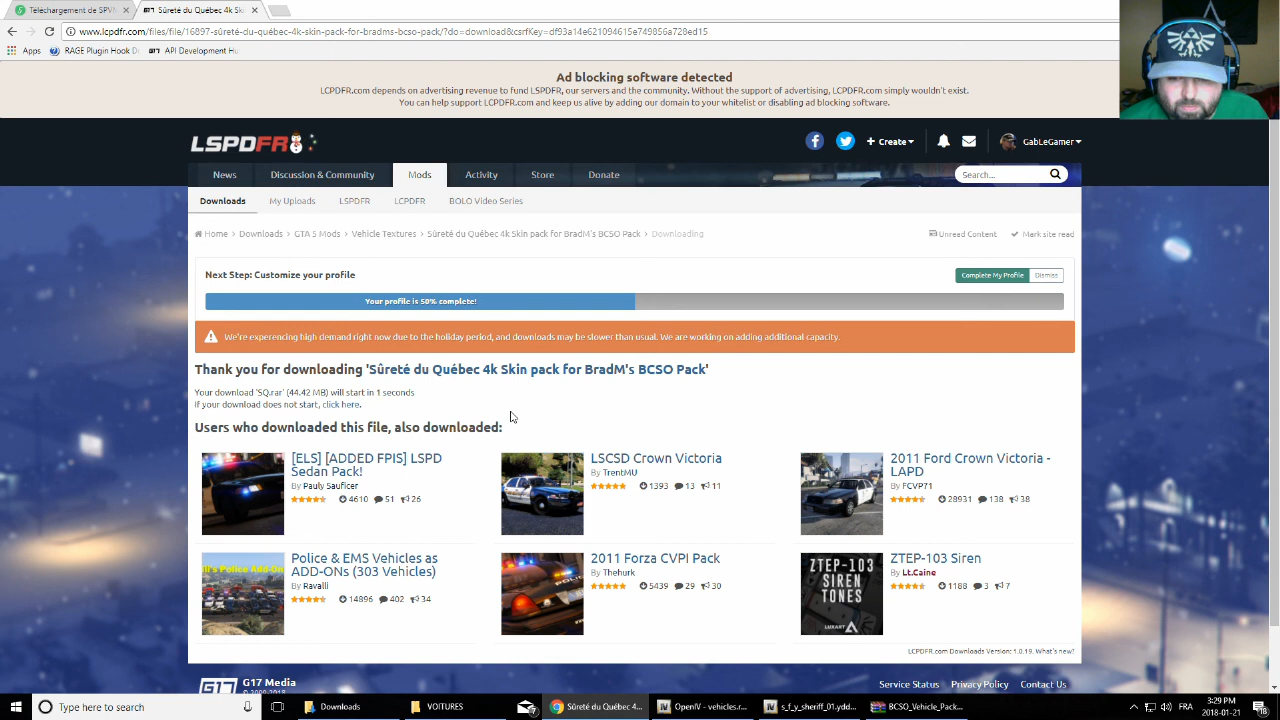 Téléchargement de SPVM
G17 Sûreté du Québec 4k Sk
www.lcpdfr.com/files/file/16897-sûreté-du-québec-4k-skin-pack-for-bradms-bcso-pack/?do=download&csrfKey=df93a14e621094615e749856a728ed15
Apps RAGE Plugin Hook D G17 API Development Hu
Ad blocking software detected
LCPDFR.com depends on advertising revenue to fund LSPDFR, our servers and the community. Without the support of advertising, LCPDFR.com simply wouldn't exist.
You can help support LCPDFR.com and keep us alive by adding our domain to your whitelist or disabling ad blocking software.
LSPDFR
Create GabLeGamer
News Discussion & Community Mods Activity Store Donate Search...
Downloads My Uploads LSPDFR LCPDFR BOLO Video Series
Home > Downloads > GTA 5 Mods > Vehicle Textures > Sûreté du Québec 4k Skin pack for BradM's BCSO Pack > Downloading
Unread Content Mark site read
Next Step: Customize your profile
Complete My Profile Dismiss
Your profile is 50% complete!
We're experiencing high demand right now due to the holiday period, and downloads may be slower than usual. We are working on adding additional capacity.
Thank you for downloading 'Sûreté du Québec 4k Skin pack for BradM's BCSO Pack'
Your download 'SQ.rar' (44.42 MB) will start in 1 seconds
If your download does not start, click here.
Users who downloaded this file, also downloaded:
[ELS] [ADDED FPIS] LSPD
Sedan Pack!
By Pauly Sauficer
4610 51 26
LSCSD Crown Victoria
By TrentMU
1393 13 11
2011 Ford Crown Victoria -
LAPD
By FCVP71
28931 138 38
Police & EMS Vehicles as
ADD-ONs (303 Vehicles)
By Ravalli
14896 402 34
2011 Forza CVPI Pack
By Thehurk
5439 29 30
ZTEP-103
SIREN
TONES
ZTEP-103 Siren
By Lt.Caine
1188 3 7
LCPDFR.com Downloads Version: 1.0.19. What's new?
G17 G17 Media
Service Status Privacy Policy Contact Us
Type here to search
Downloads
VOITURES
7
Sûreté du Québec 4...
OpenIV - vehicles.r...
s_f_y_sheriff_01.ydd...
BCSO_Vehicle_Pack...
FR
3:29 PM
2018-01-21
18